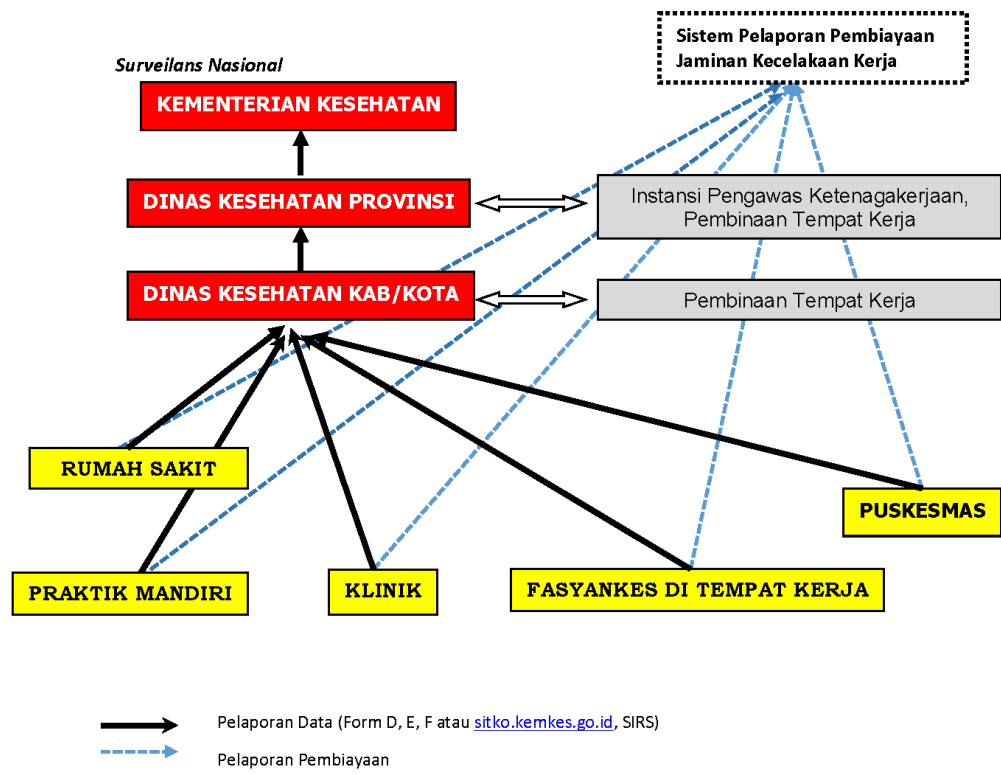 Sistem Pelaporan Pembiayaan
Jaminan Kecelakaan Kerja
Surveilans Nasional
KEMENTERIAN KESEHATAN
DINAS KESEHATAN PROVINSI
Instansi Pengawas Ketenagakerjaan,
Pembinaan Tempat Kerja
DINAS KESEHATAN KAB/KOTA
Pembinaan Tempat Kerja
RUMAH SAKIT
PUSKESMAS
PRAKTIK MANDIRI
KLINIK
FASYANKES DI TEMPAT KERJA
Pelaporan Data (Form D, E, F atau sitko.kemkes.go.id, SIRS)
Pelaporan Pembiayaan